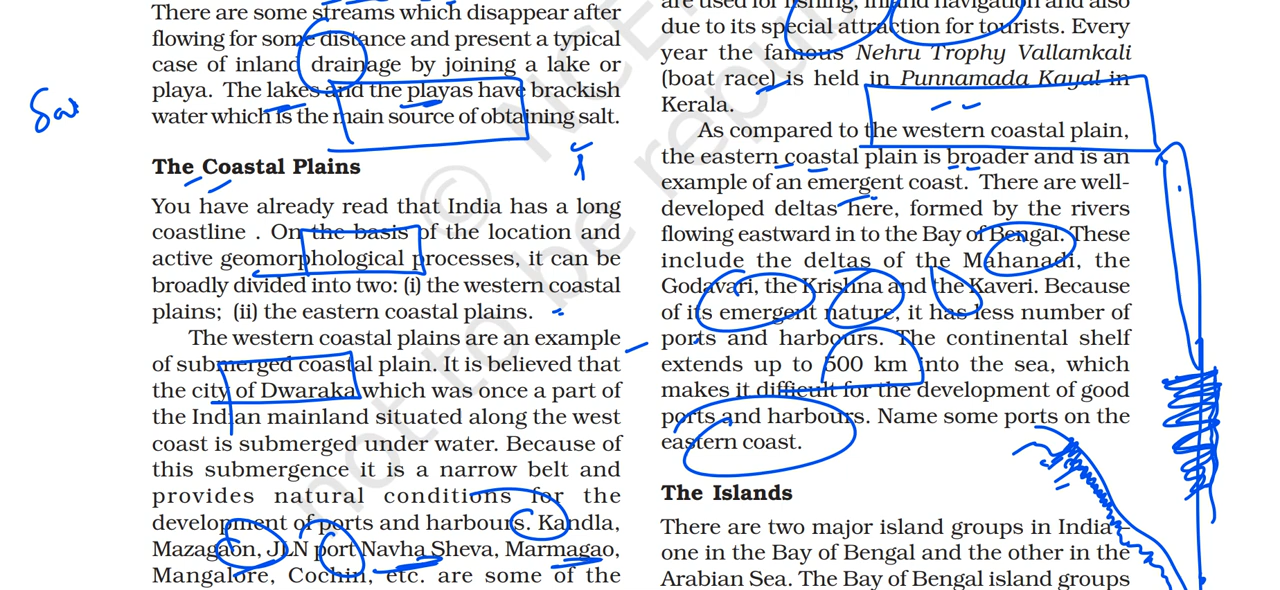 There are some streams which disappear after
flowing for some distance and present a typical
case of inland drainage by joining a lake or
playa. The lakes and the playas have brackish
water which is the main source of obtaining salt.
The Coastal Plains
You have already read that India has a long
coastline . On the basis of the location and
active geomorphological processes, it can be
broadly divided into two: (i) the western coastal
plains; (ii) the eastern coastal plains.
The western coastal plains are an example
of submerged coastal plain. It is believed that
the city of Dwaraka which was once a part of
the Indian mainland situated along the west
coast is submerged under water. Because of
this submergence it is a narrow belt and
provides natural conditions for the
development of ports and harbours. Kandla,
Mazagaon, JLN port Navha Sheva, Marmagao,
Mangalore, Cochin, etc. are some of the
are used for fishing, inland navigation and also
due to its special attraction for tourists. Every
year the famous Nehru Trophy Vallamkali
(boat race) is held in Punnamada Kayal in
Kerala.
As compared to the western coastal plain,
the eastern coastal plain is broader and is an
example of an emergent coast. There are well-
developed deltas here, formed by the rivers
flowing eastward in to the Bay of Bengal. These
include the deltas of the Mahanadi, the
Godavari, the Krishna and the Kaveri. Because
of its emergent nature, it has less number of
ports and harbours. The continental shelf
extends up to 500 km into the sea, which
makes it difficult for the development of good
ports and harbours. Name some ports on the
eastern coast.
The Islands
There are two major island groups in India –
one in the Bay of Bengal and the other in the
Arabian Sea. The Bay of Bengal island groups